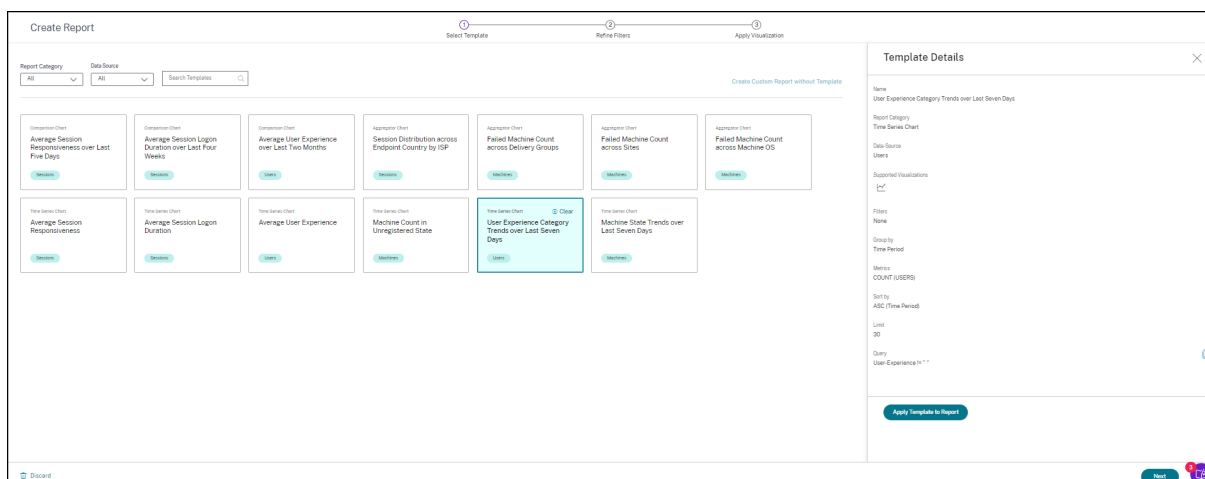 Create Report
1
Select Template
2
Refine Filters
3
Apply Visualization
Report Category
All
Data Source
All
Search Templates
Create Custom Report without Template
Comparison Chart
Average Session
Responsiveness over Last
Five Days
Sessions
Comparison Chart
Average Session Logon
Duration over Last Four
Weeks
Sessions
Comparison Chart
Average User Experience
over Last Two Months
Users
Aggregator Chart
Session Distribution across
Endpoint Country by ISP
Sessions
Aggregator Chart
Failed Machine Count
across Delivery Groups
Machines
Aggregator Chart
Failed Machine Count
across Sites
Machines
Aggregator Chart
Failed Machine Count
across Machine OS
Machines
Time Series Chart
Average Session
Responsiveness
Sessions
Time Series Chart
Average Session Logon
Duration
Sessions
Time Series Chart
Average User Experience
Users
Time Series Chart
Machine Count in
Unregistered State
Machines
Time Series Chart
Clear
User Experience Category
Trends over Last Seven
Days
Users
Time Series Chart
Machine State Trends over
Last Seven Days
Machines
Template Details
Name
User Experience Category Trends over Last Seven Days
Report Category
Time Series Chart
Data-Source
Users
Supported Visualizations
Filters
None
Group by
Time Period
Metrics
COUNT (USERS)
Sort by
ASC (Time Period)
Limit
30
Query
User-Experience != " "
Apply Template to Report
Discard
Next
3